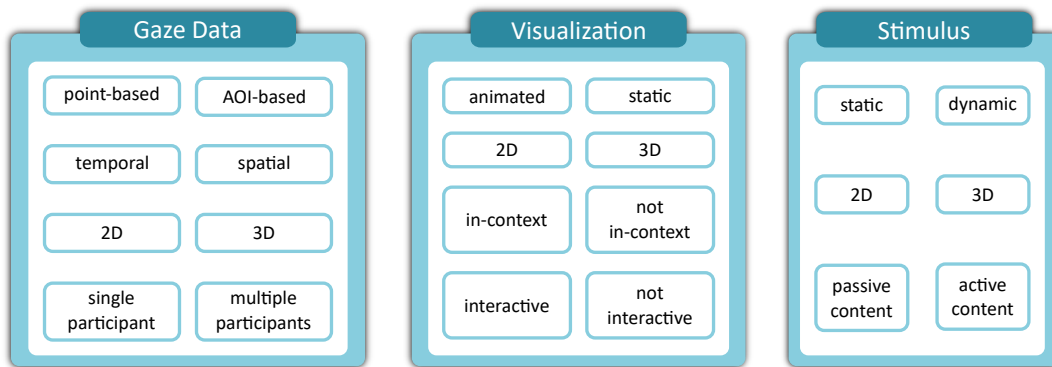 Gaze Data
point-based
AOI-based
temporal
spatial
2D
3D
single
participant
multiple
participants
Visualization
animated
static
2D
3D
in-context
not
in-context
interactive
not
interactive
Stimulus
static
dynamic
2D
3D
passive
content
active
content